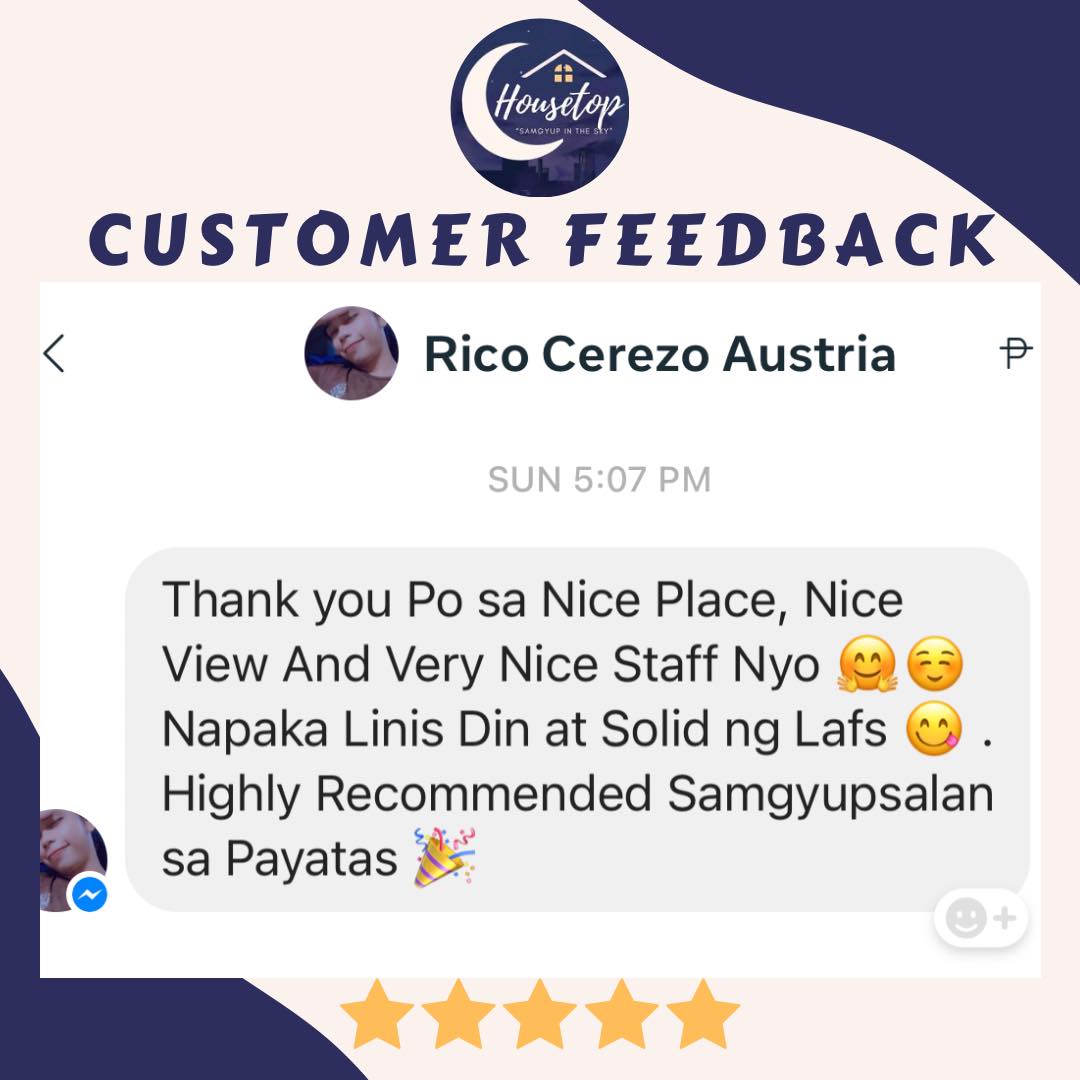 Housetop
"SAMGYUP IN THE SKY"
CUSTOMER FEEDBACK
Rico Cerezo Austria
₱
SUN 5:07 PM
Thank you Po sa Nice Place, Nice
View And Very Nice Staff Nyo 🤗☺️
Napaka Linis Din at Solid ng Lafs 😋 .
Highly Recommended Samgyupsalan
sa Payatas 🎉